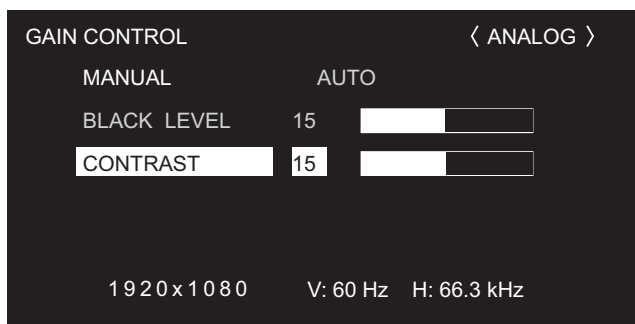 GAIN CONTROL 〈 ANALOG 〉
MANUAL AUTO
BLACK LEVEL 15
CONTRAST 15
1920x1080 V: 60 Hz H: 66.3 kHz